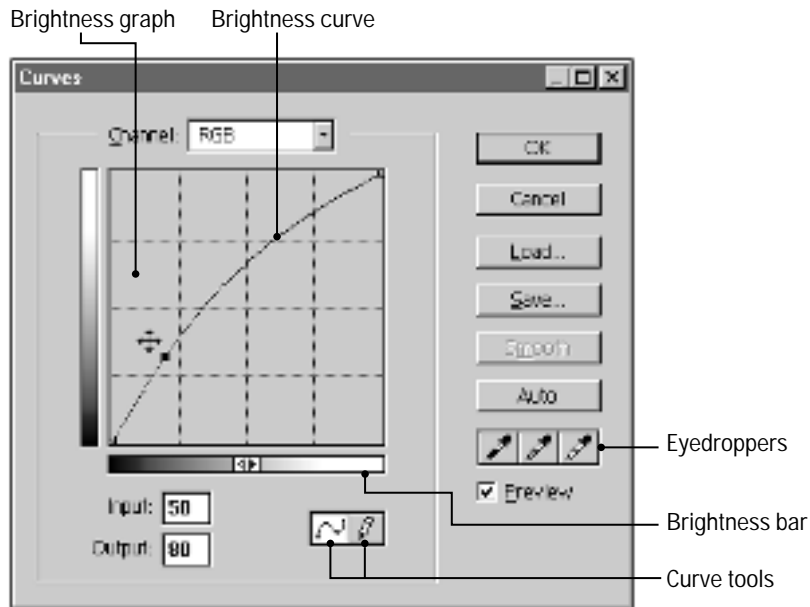 Brightness graph
Brightness curve
Curves
Channel: RGB
OK
Cancel
Load...
Save...
Smooth
Auto
Eyedroppers
Preview
Brightness bar
Input: 50
Output: 80
Curve tools